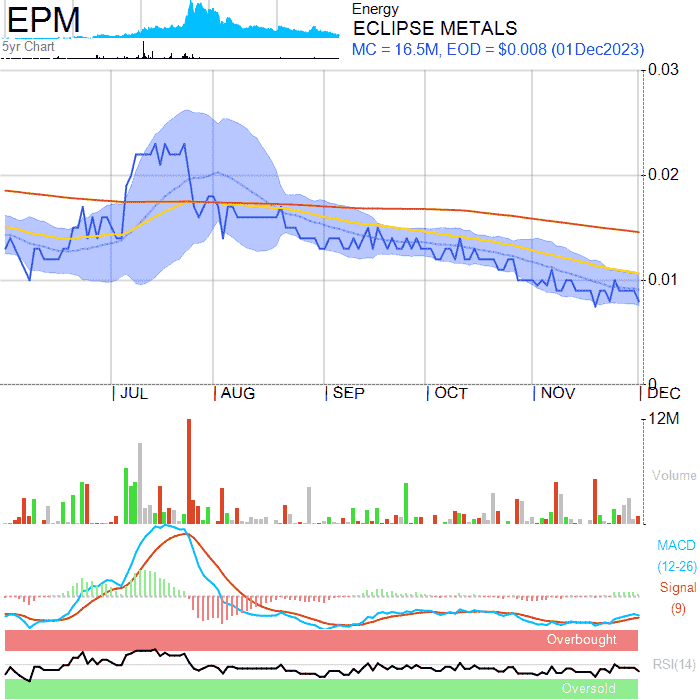 EPM
5yr Chart
Energy
ECLIPSE METALS
MC = 16.5M, EOD = $0.008 (01Dec2023)
0.03
0.02
0.01
0
JUL
AUG
SEP
OCT
NOV
DEC
12M
Volume
MACD
(12-26)
Signal
(9)
Overbought
RSI(14)
Oversold